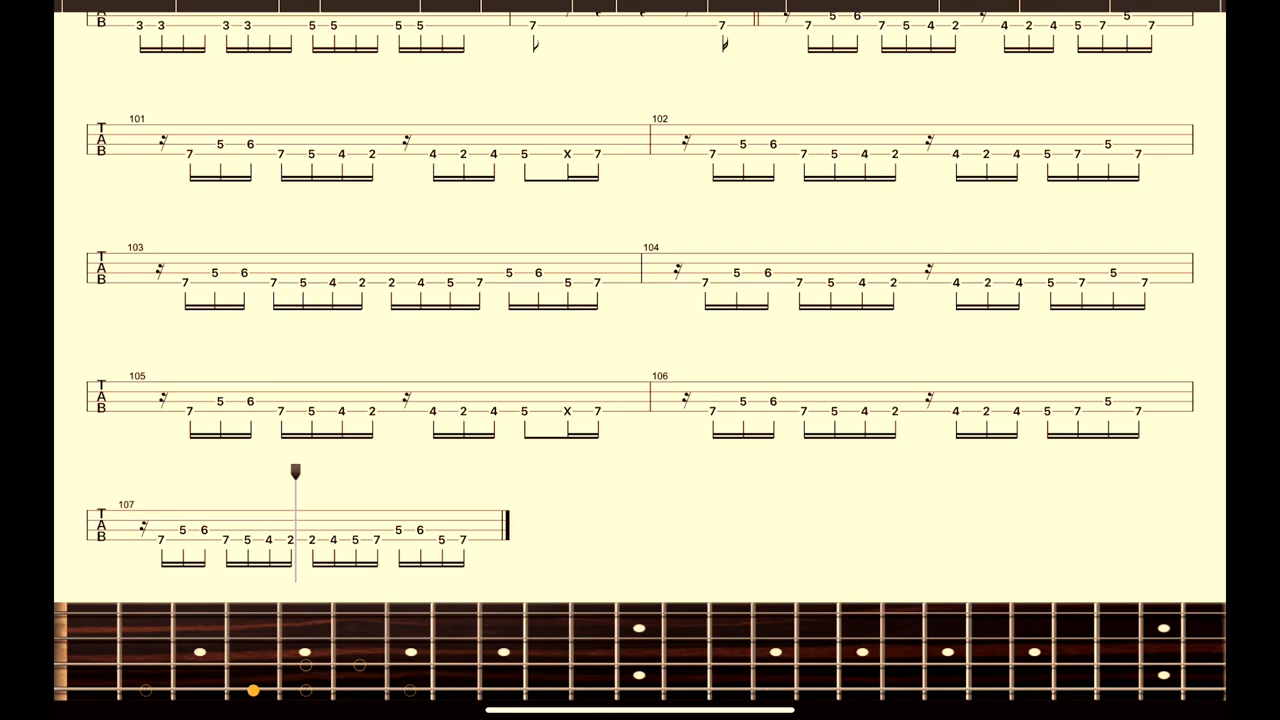 5 6 5
B 3 3 3 3 5 5 5 5 7 7 7 7 5 4 2 4 2 4 5 7 7
101 102
T
A 5 6 5 6 5
B 7 7 5 4 2 4 2 4 5 X 7 7 7 5 4 2 4 2 4 5 7 7
103 104
T
A 5 6 5 6 5 6 5
B 7 7 5 4 2 2 4 5 7 5 7 7 7 5 4 2 4 2 4 5 7 7
105 106
T
A 5 6 5 6 5
B 7 7 5 4 2 4 2 4 5 X 7 7 7 5 4 2 4 2 4 5 7 7
107
T
A 5 6 5 6
B 7 7 5 4 2 2 4 5 7 5 7